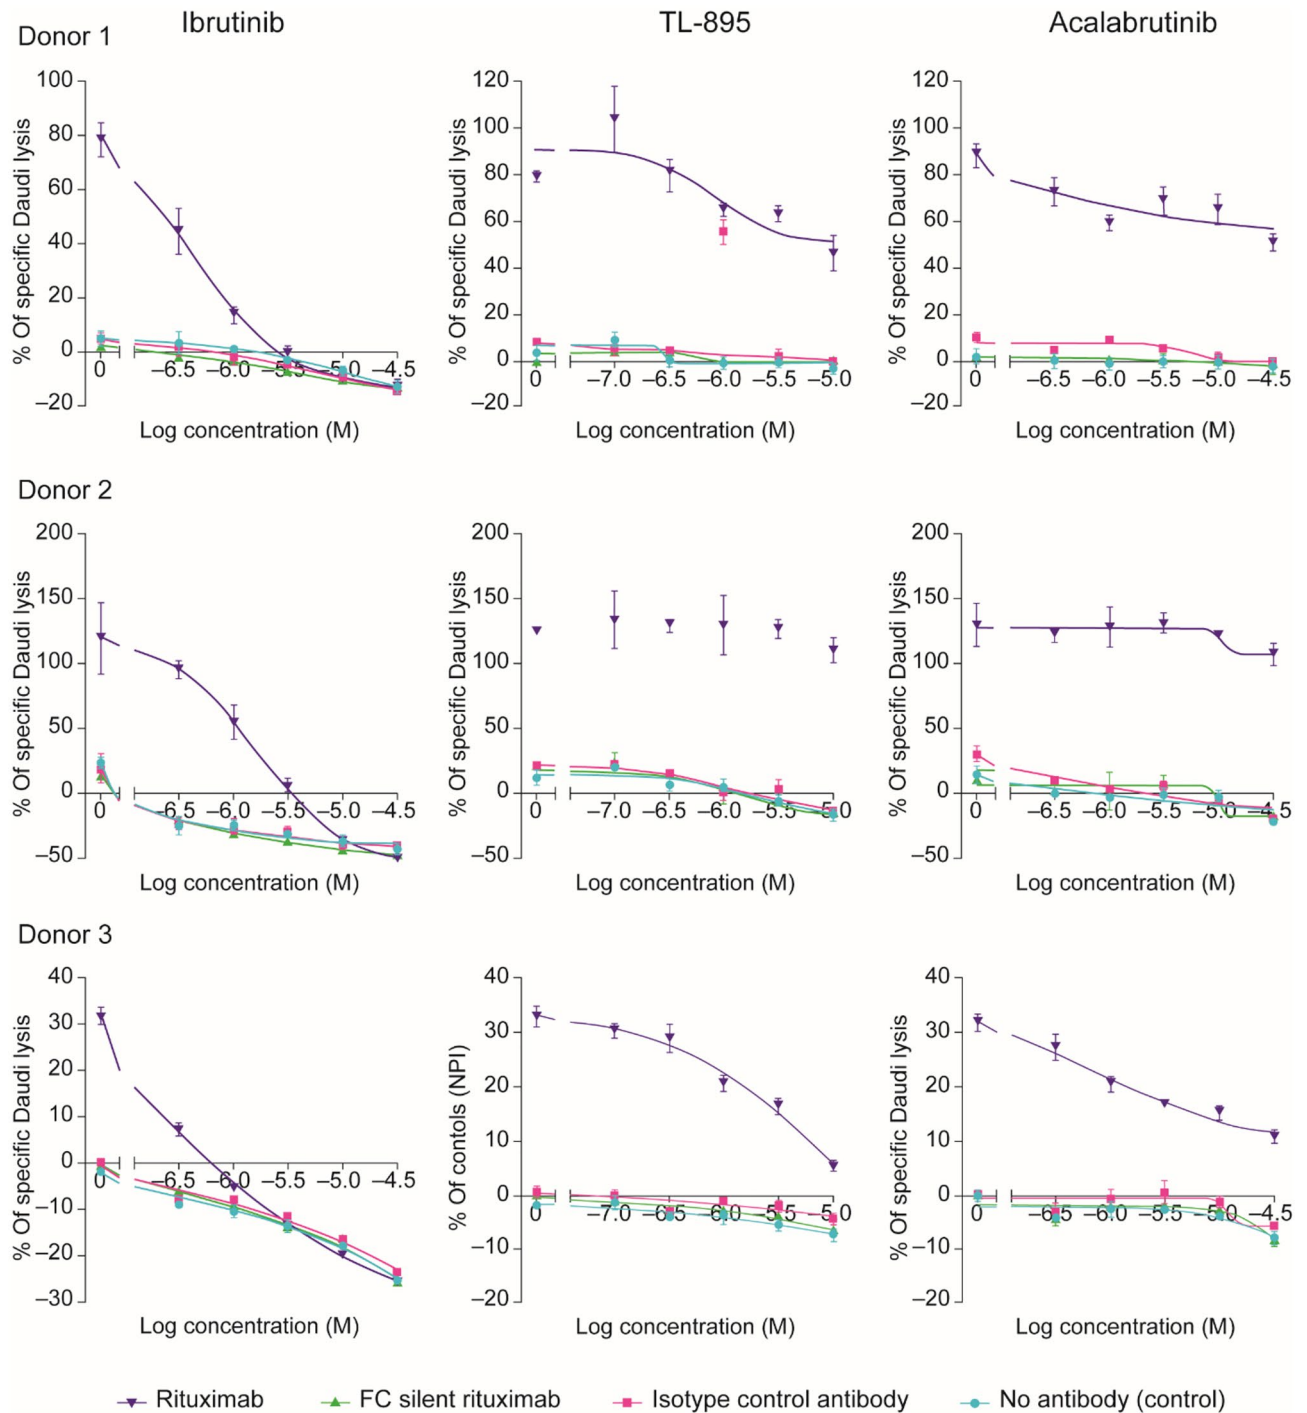 Ibrutinib TL-895 Acalabrutinib
Donor 1
100 120 120
80 100 100
60 80 80
40 60 60
20 40 40
0 20 20
–20 0 0
–20 –20
% Of specific Daudi lysis % Of specific Daudi lysis % Of specific Daudi lysis
0 –6.5 –6.0 –5.5 –5.0 –4.5
0 –7.0 –6.5 –6.0 –5.5 –5.0
0 –6.5 –6.0 –5.5 –5.0 –4.5
Log concentration (M) Log concentration (M) Log concentration (M)
Donor 2
200 200 200
150 150 150
100 100 100
50 50 50
0 0 0
–50 –50 –50
% Of specific Daudi lysis % Of specific Daudi lysis % Of specific Daudi lysis
0 –6.5 –6.0 –5.5 –5.0 –4.5
0 –7.0 –6.5 –6.0 –5.5 –5.0
0 –6.5 –6.0 –5.5 –5.0 –4.5
Log concentration (M) Log concentration (M) Log concentration (M)
Donor 3
40 40 40
30 30 30
20 20 20
10 10 10
0 0 0
–10 –10 –10
–20 –20 –20
–30
% Of specific Daudi lysis % Of contols (NPI) % Of specific Daudi lysis
0 –6.5 –6.0 –5.5 –5.0 –4.5
0 –7.0 –6.5 –6.0 –5.5 –5.0
0 –6.5 –6.0 –5.5 –5.0 –4.5
Log concentration (M) Log concentration (M) Log concentration (M)
Rituximab FC silent rituximab Isotype control antibody No antibody (control)